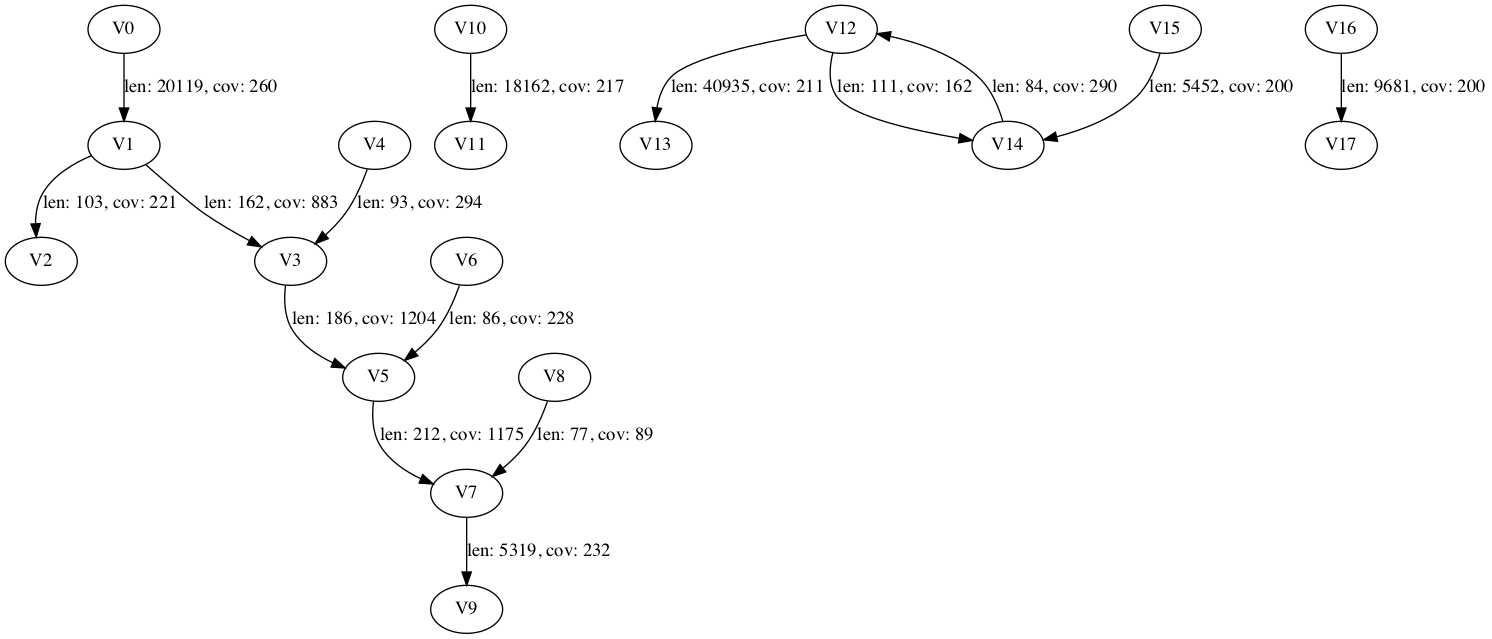 V0
V10
V12
V15
V16
len: 20119, cov: 260
len: 18162, cov: 217
len: 40935, cov: 211
len: 111, cov: 162
len: 84, cov: 290
len: 5452, cov: 200
len: 9681, cov: 200
V1
V4
V11
V13
V14
V17
len: 103, cov: 221
len: 162, cov: 883
len: 93, cov: 294
V2
V3
V6
len: 186, cov: 1204
len: 86, cov: 228
V5
V8
len: 212, cov: 1175
len: 77, cov: 89
V7
len: 5319, cov: 232
V9